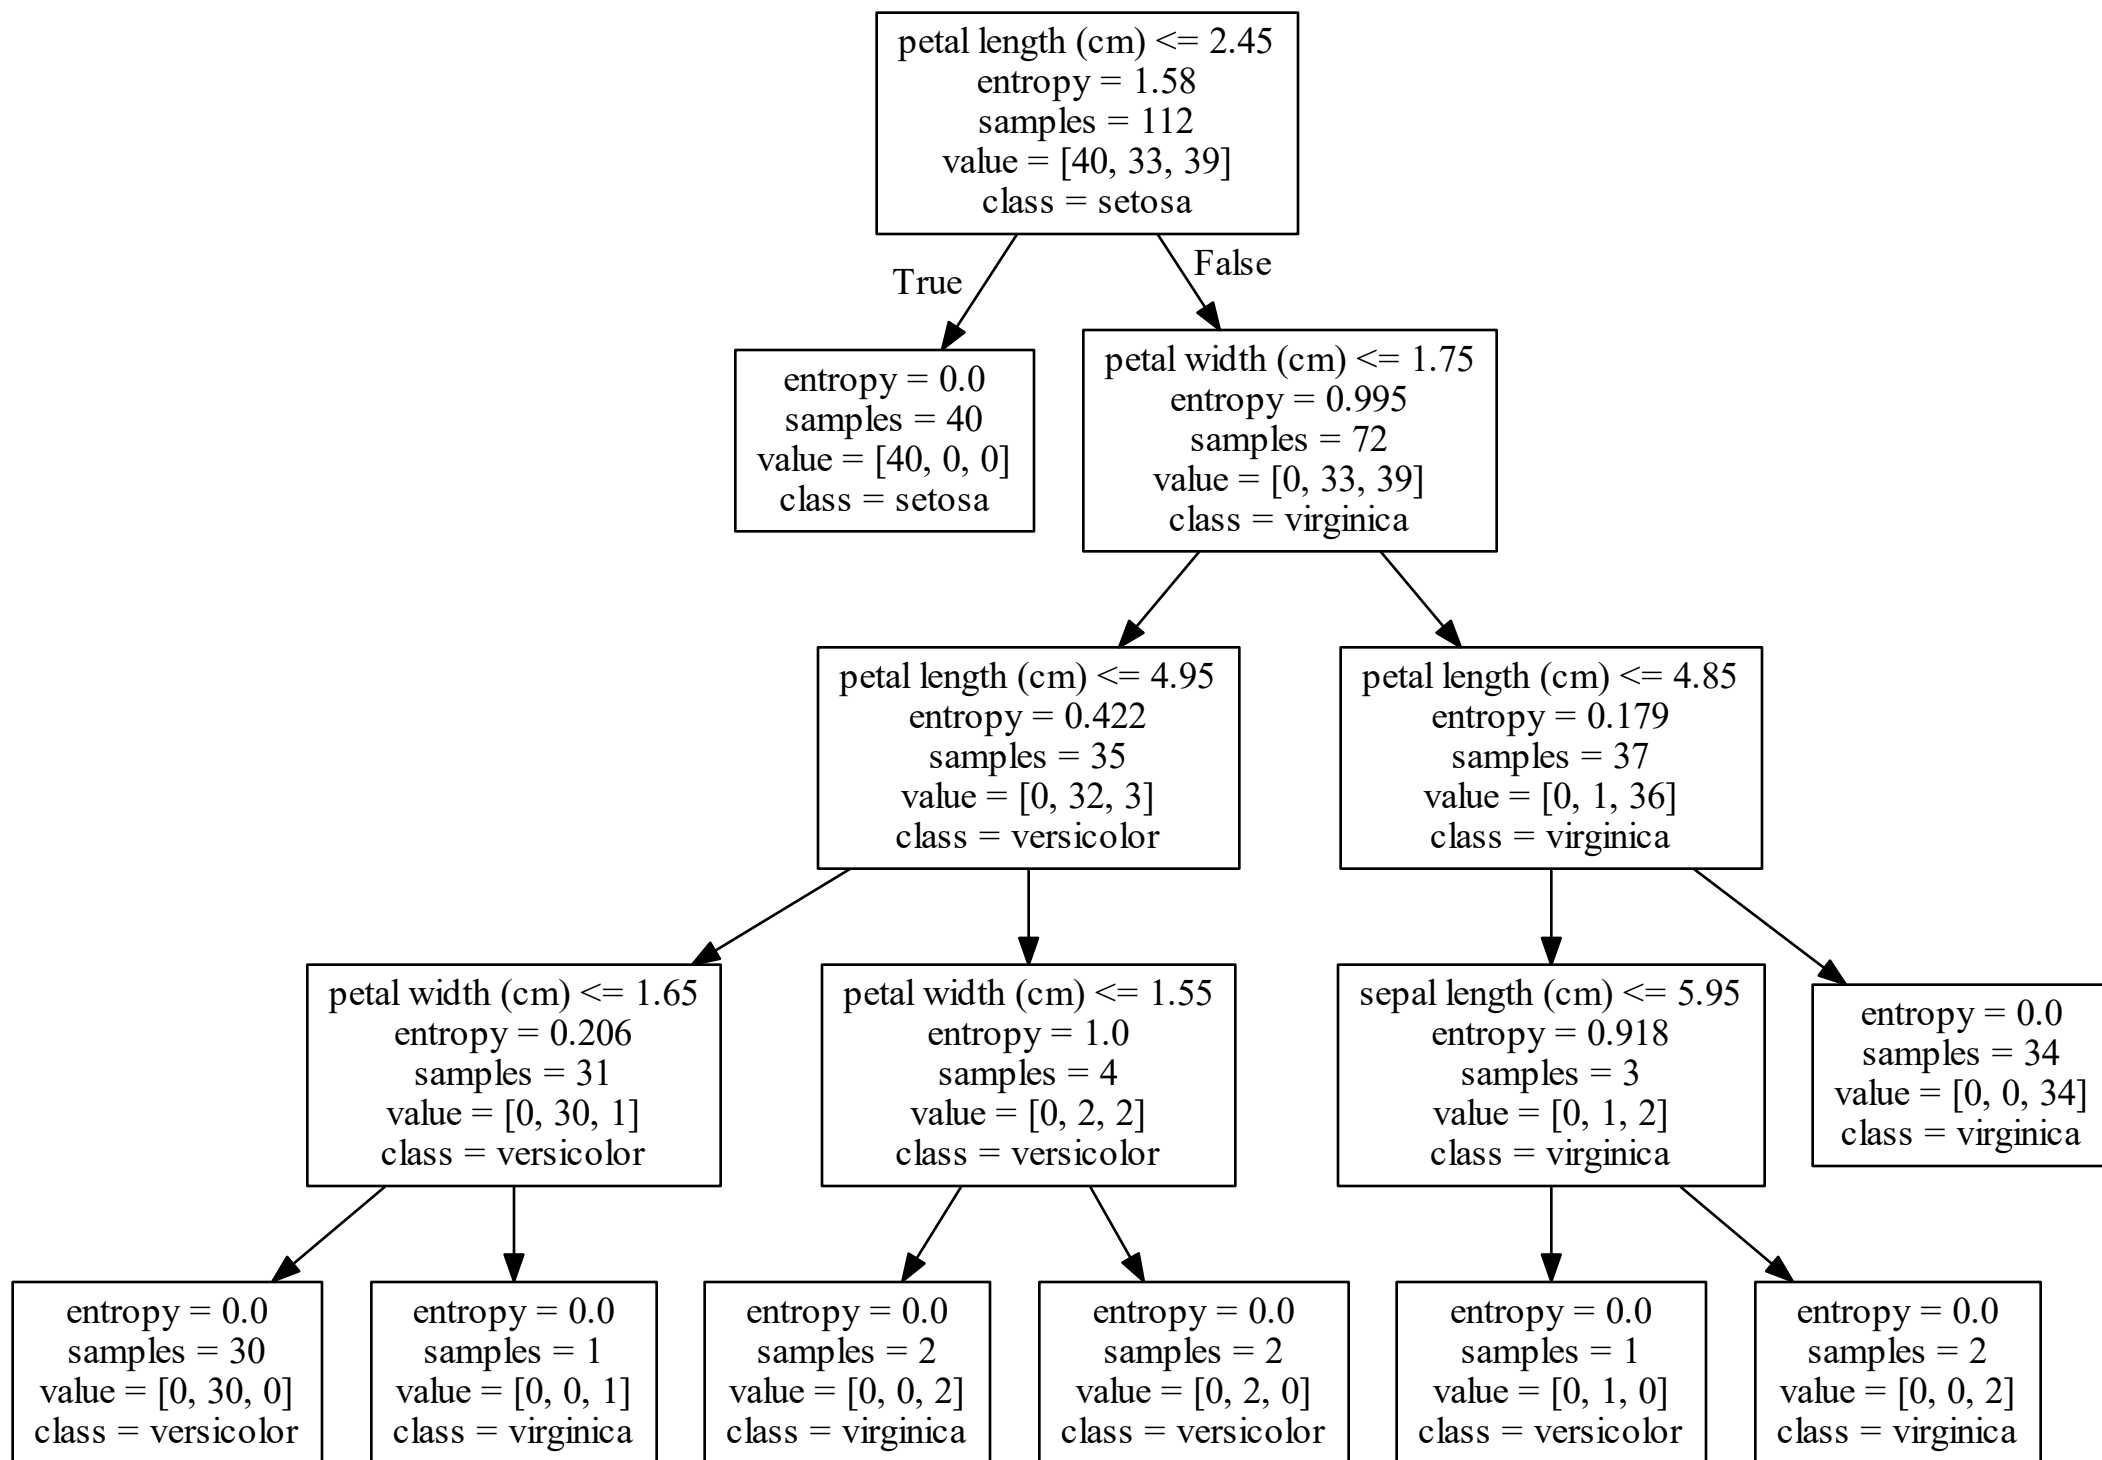 petal length (cm) <= 2.45
entropy = 1.58
samples = 112
value = [40, 33, 39]
class = setosa
True
False
entropy = 0.0
samples = 40
value = [40, 0, 0]
class = setosa
petal width (cm) <= 1.75
entropy = 0.995
samples = 72
value = [0, 33, 39]
class = virginica
petal length (cm) <= 4.95
entropy = 0.422
samples = 35
value = [0, 32, 3]
class = versicolor
petal length (cm) <= 4.85
entropy = 0.179
samples = 37
value = [0, 1, 36]
class = virginica
petal width (cm) <= 1.65
entropy = 0.206
samples = 31
value = [0, 30, 1]
class = versicolor
petal width (cm) <= 1.55
entropy = 1.0
samples = 4
value = [0, 2, 2]
class = versicolor
sepal length (cm) <= 5.95
entropy = 0.918
samples = 3
value = [0, 1, 2]
class = virginica
entropy = 0.0
samples = 34
value = [0, 0, 34]
class = virginica
entropy = 0.0
samples = 30
value = [0, 30, 0]
class = versicolor
entropy = 0.0
samples = 1
value = [0, 0, 1]
class = virginica
entropy = 0.0
samples = 2
value = [0, 0, 2]
class = virginica
entropy = 0.0
samples = 2
value = [0, 2, 0]
class = versicolor
entropy = 0.0
samples = 1
value = [0, 1, 0]
class = versicolor
entropy = 0.0
samples = 2
value = [0, 0, 2]
class = virginica